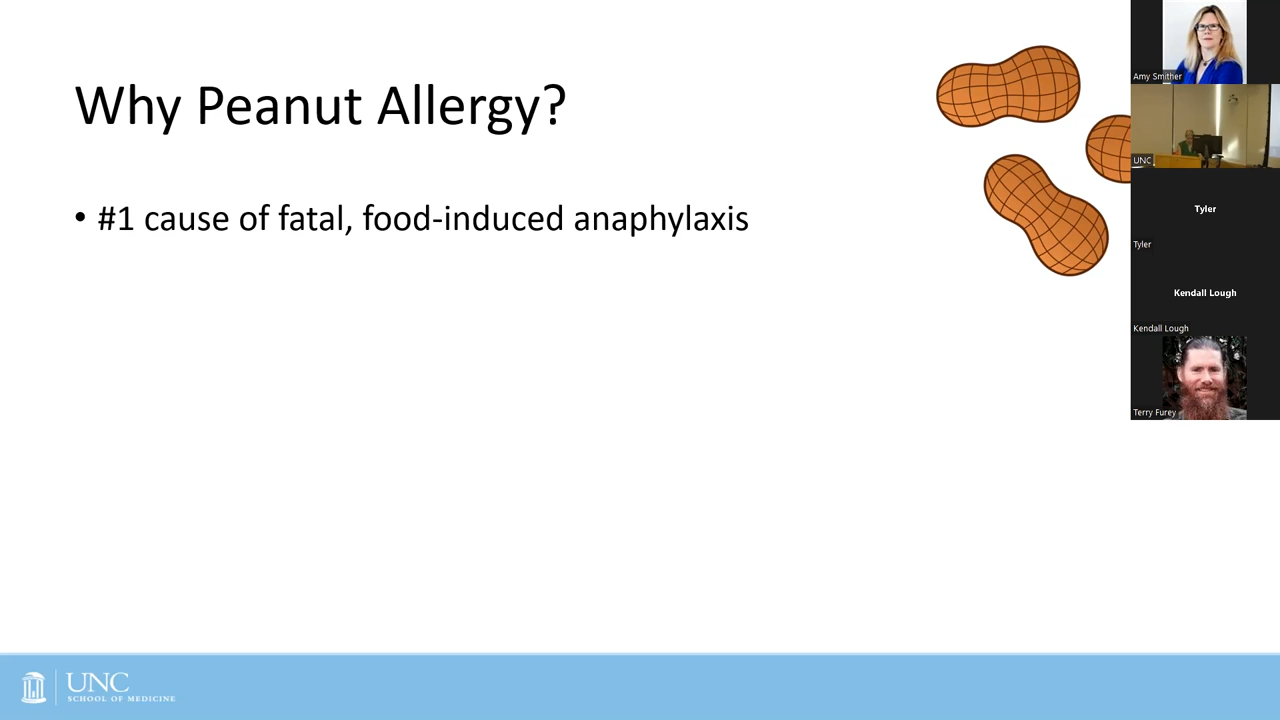 Why Peanut Allergy?
• #1 cause of fatal, food-induced anaphylaxis
Amy Smither
UNC
Tyler
Tyler
Kendall Lough
Kendall Lough
Terry Furey
UNC
SCHOOL OF MEDICINE